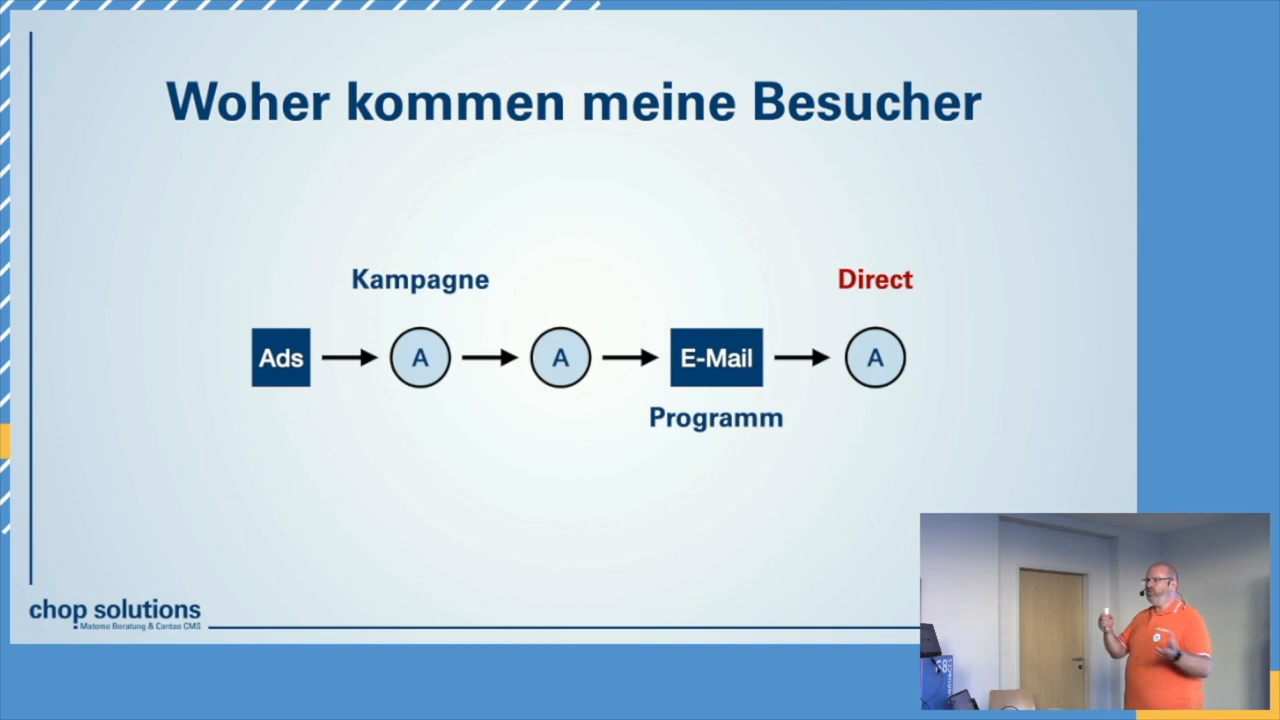 Woher kommen meine Besucher
Kampagne
Direct
Ads
A
A
E-Mail
A
Programm
chop solutions
Matomo Beratung & Contao CMS